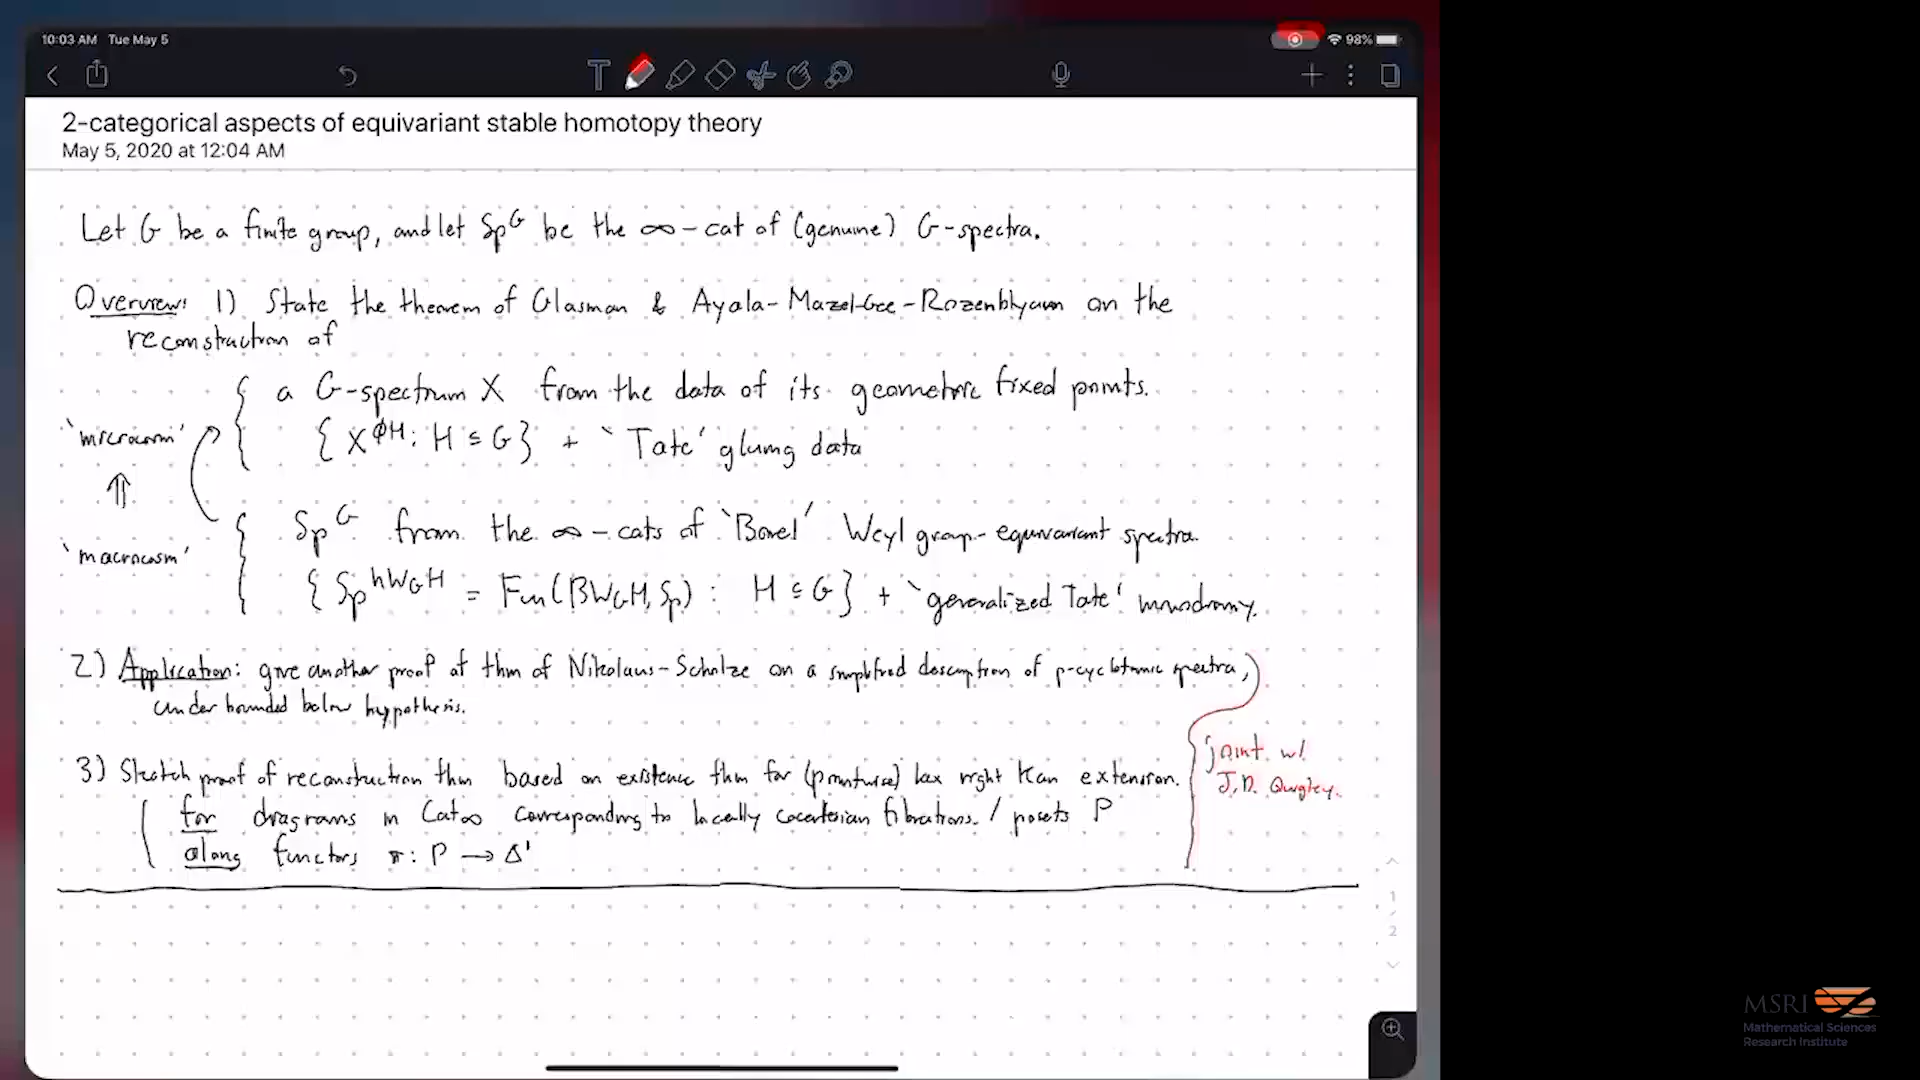 10:03 AM Tue May 5
98%
2-categorical aspects of equivariant stable homotopy theory
May 5, 2020 at 12:04 AM
Let G be a finite group, and let Sp^G be the ∞-cat of (genuine) G-spectra.
Overview: 1) State the theorem of Glasman & Ayala-Mazel-Gee-Rozenblyum on the
reconstruction of
a G-spectrum X from the data of its geometric fixed points.
'microcosm' { X^{ΦH} : H ≤ G } + 'Tate' gluing data
⇑
Sp^G from the ∞-cats of 'Borel' Weyl group-equivariant spectra.
'macrocosm'
{ Sp^{hW_GH} = Fun(BW_GH, Sp) : H ≤ G } + 'generalized Tate' monodromy.
2) Application: give another proof of thm of Nikolaus-Scholze on a simplified description of p-cyclotomic spectra,
under bounded below hypothesis.
joint w/
J.D. Quigley.
3) Sketch proof of reconstruction thm based on existence thm for (pointwise) lax right Kan extension.
for diagrams in Cat∞ corresponding to locally cocartesian fibrations / posets P
along functors π: P → Δ^1
1
/
2
MSRI
Mathematical Sciences
Research Institute